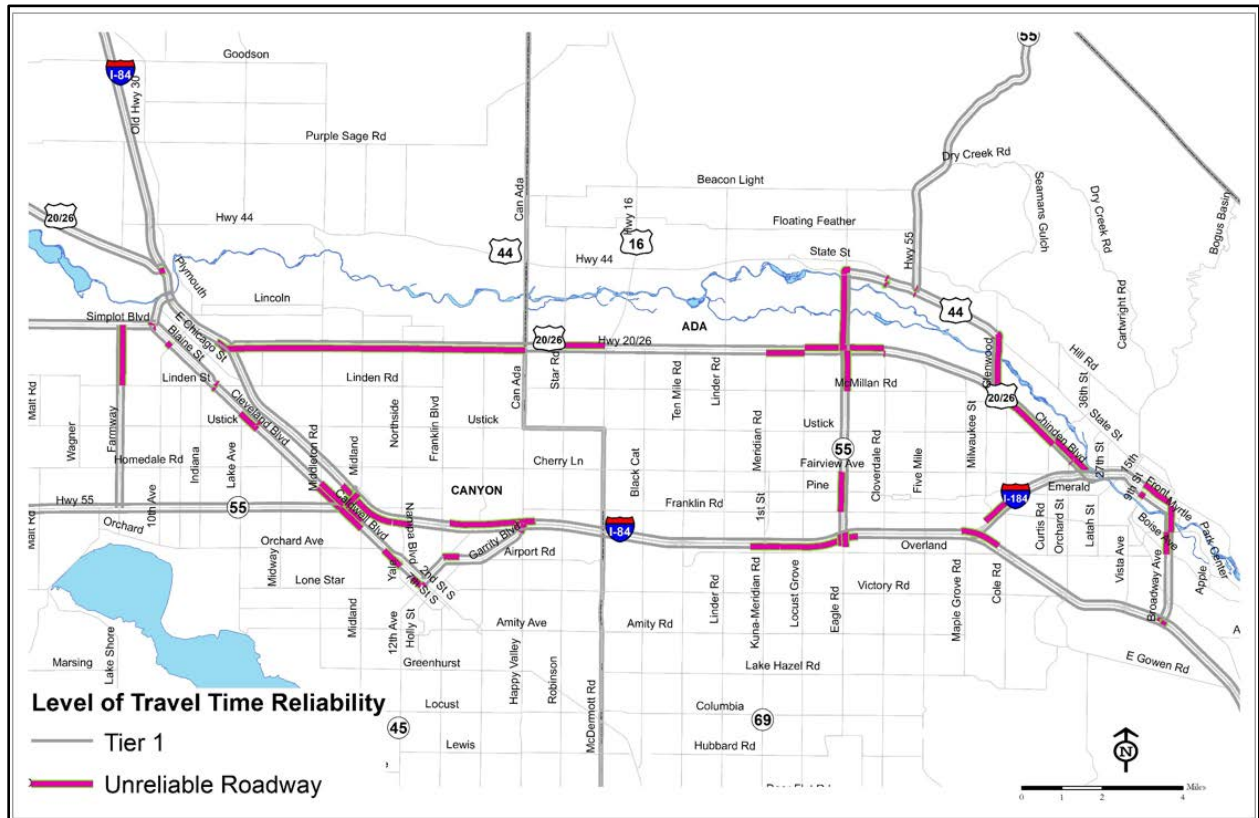 55
Goodson
I-84
Old Hwy 30
Purple Sage Rd
Dry Creek Rd
Beacon Light
Can Ada
Seamans Gulch
Dry Creek Rd
Bogus Basin
20/26
Hwy 44
Hwy 16
Floating Feather
44
16
State St
Hwy 55
Hwy 44
Plymouth
Lincoln
Cartwright Rd
44
ADA
Simplot Blvd
E Chicago St
20/26
Hwy 20/26
Hill Rd
Blaine St
Glenwood
36th St
Linden St
Linden Rd
Can Ada
Star Rd
Ten Mile Rd
Linder Rd
McMillan Rd
20/26
State St
Malt Rd
Wagner
Farmway
Cleveland Blvd
Ustick
Northside
Franklin Blvd
Ustick
Meridian Rd
Ustick
Milwaukee St
Chinden Blvd
27th St
15th
Homedale Rd
Indiana
Lake Ave
Middleton Rd
Midland
Cherry Ln
Black Cat
55
Fairview Ave
Cloverdale Rd
Five Mile
Emerald
9th St
Front
Myrtle
Hwy 55
10th Ave
55
CANYON
Pine
1st St
Franklin Rd
I-184
Malt Rd
Orchard
Caldwell Blvd
Nampa Blvd
Garrity Blvd
I-84
Curtis Rd
Orchard St
Latah St
Boise Ave
Park Center
Orchard Ave
Airport Rd
Overland
Vista Ave
Broadway Ave
Apple
Midway
Lone Star
Yale
2nd St S
7th St S
Victory Rd
Linder Rd
Kuna-Meridian Rd
Locust Grove
Eagle Rd
Maple Grove Rd
Cole Rd
Midland
12th Ave
Holly St
Amity Ave
Amity Rd
A
Marsing
Lake Shore
Greenhurst
Happy Valley
Robinson
Lake Hazel Rd
E Gowen Rd
Level of Travel Time Reliability
Locust
McDermott Rd
Columbia
45
69
Tier 1
Lewis
Hubbard Rd
N
Unreliable Roadway
Miles
0 1 2 4